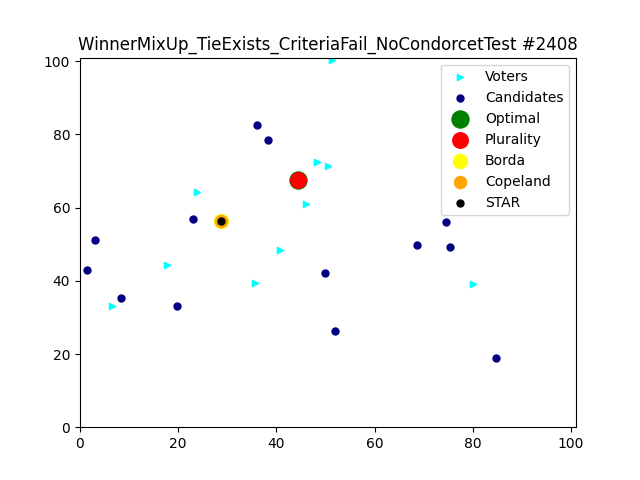 WinnerMixUp_TieExists_CriteriaFail_NoCondorcetTest #2408
100
80
60
40
20
0
0 20 40 60 80 100
Voters
Candidates
Optimal
Plurality
Borda
Copeland
STAR